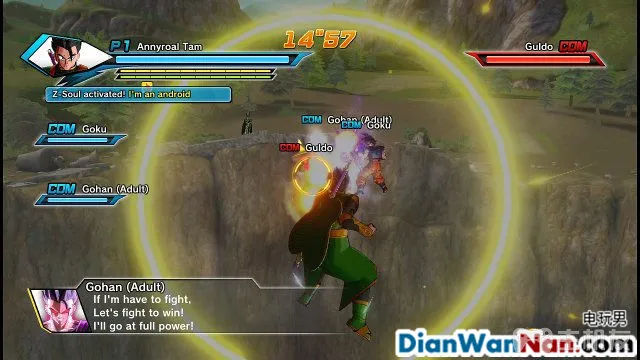 P1 Annyroal Tam
14"57
Guldo COM
Z-Soul activated! I'm an android
COM Goku
COM Gohan (Adult)
COM Gohan (Adult)
COM Goku
COM Guldo
Gohan (Adult)
If I'm have to fight,
Let's fight to win!
I'll go at full power!
电玩男
DianWanNan.com